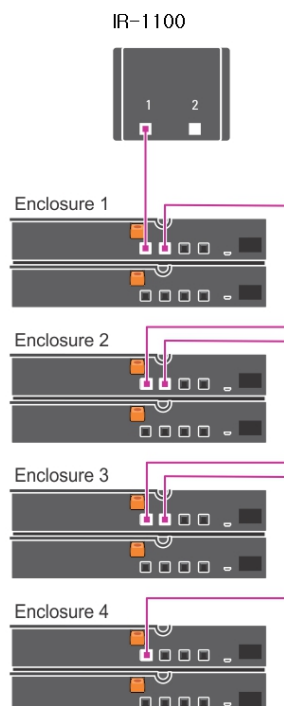 IR-1100
1 2
Enclosure 1
Enclosure 2
Enclosure 3
Enclosure 4